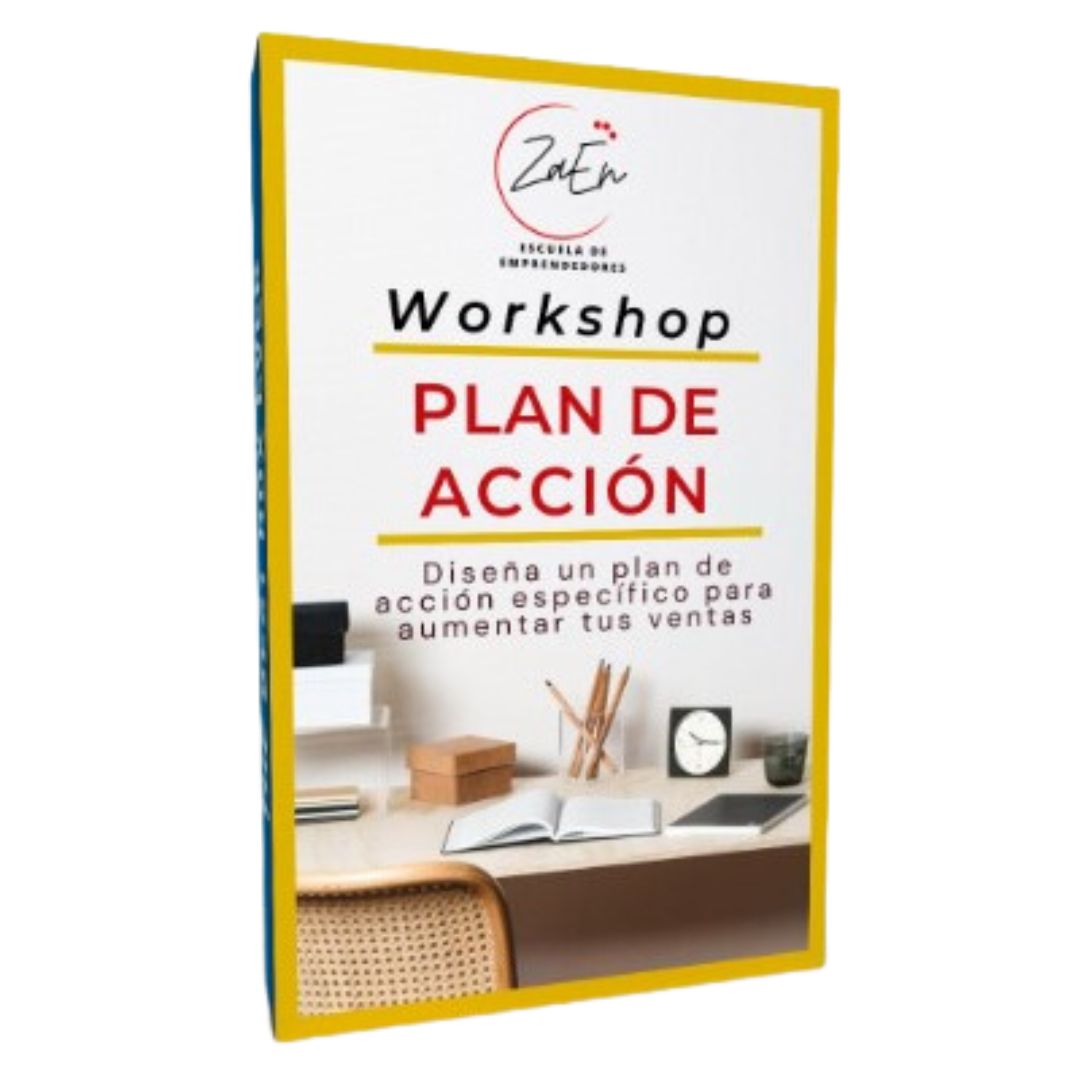 ZaEn
ESCUELA DE
EMPRENDEDORES
Workshop
PLAN DE
ACCIÓN
Diseña un plan de
acción específico para
aumentar tus ventas